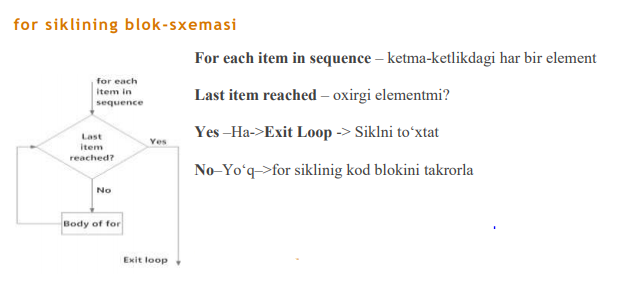 for siklining blok-sxemasi
for each
item in
sequence
Last
item
reached?
Yes
No
Body of for
Exit loop
For each item in sequence – ketma-ketlikdagi har bir element
Last item reached – oxirgi elementmi?
Yes –Ha->Exit Loop -> Siklni to‘xtat
No–Yo‘q–>for siklinig kod blokini takrorla